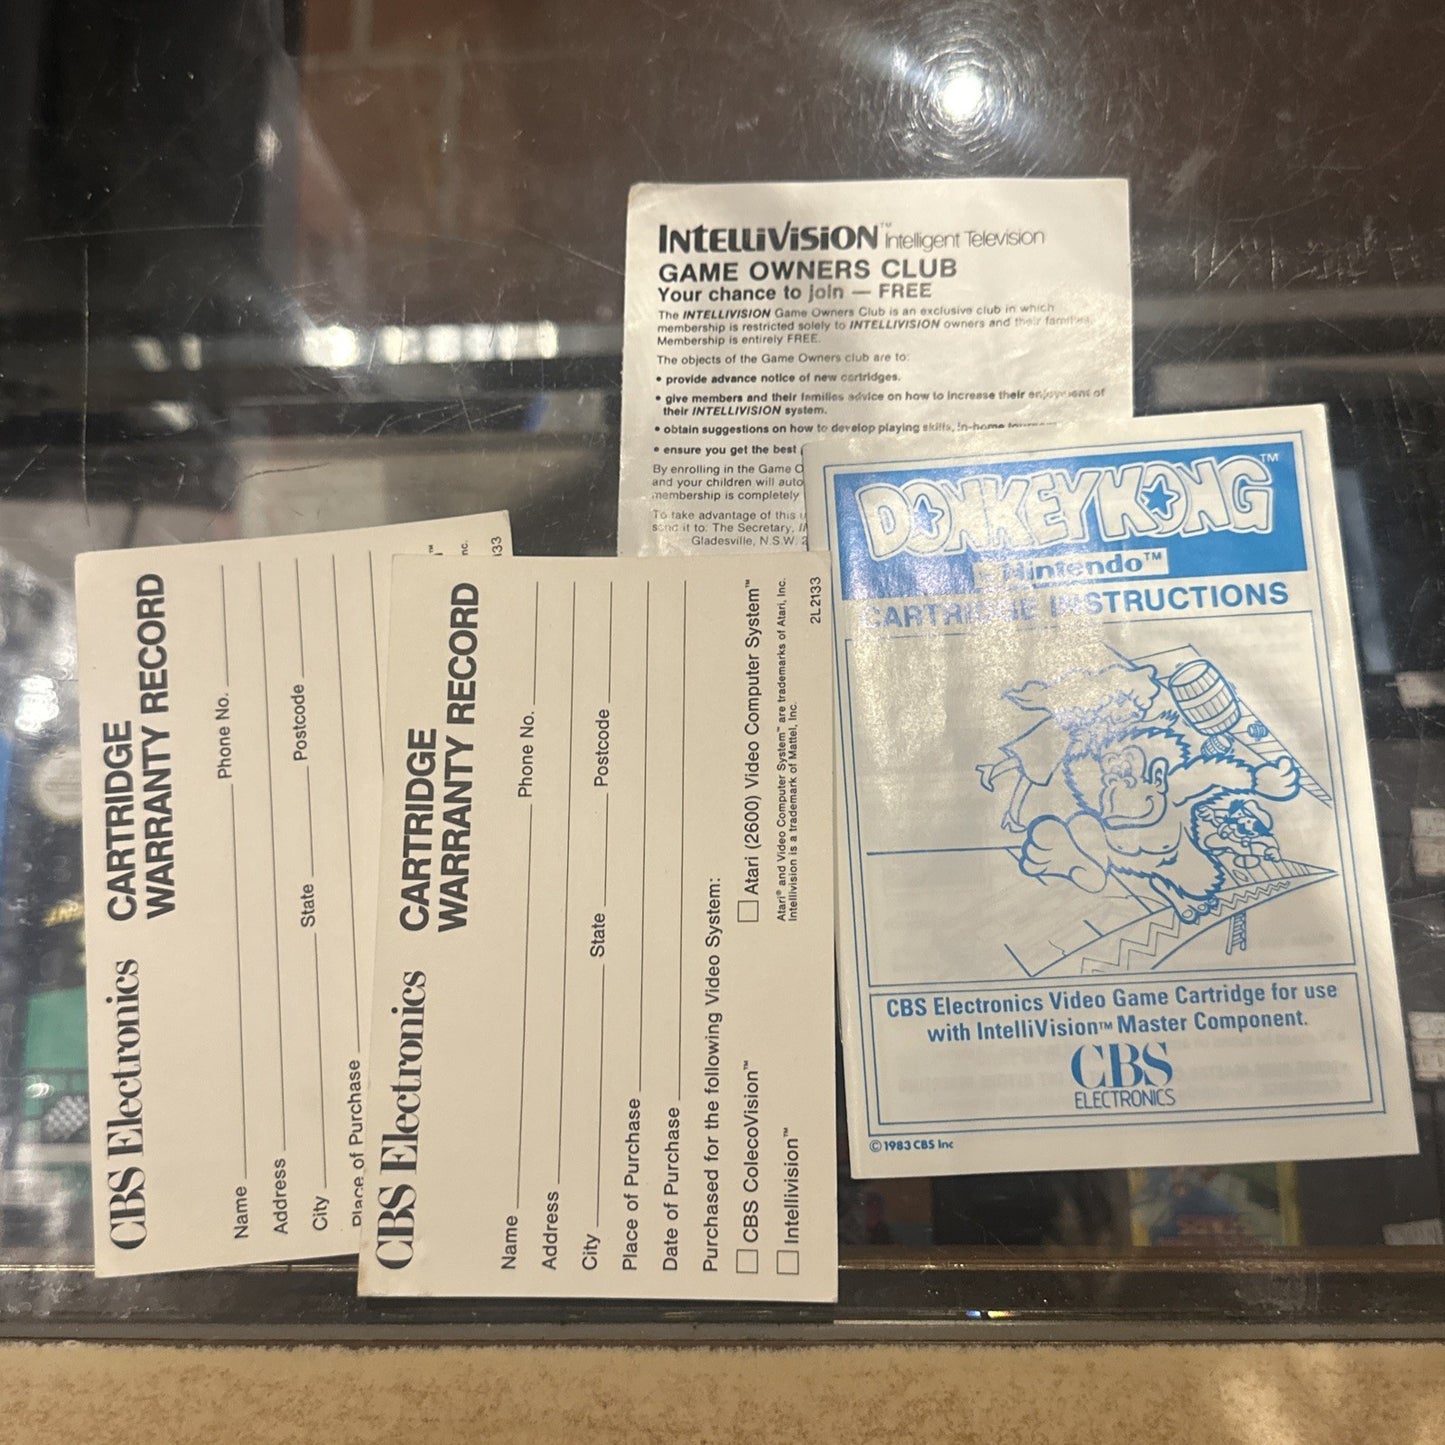 INTELLIVISION™ Intelligent Television
GAME OWNERS CLUB
Your chance to join — FREE
The INTELLIVISION Game Owners Club is an exclusive club in which
membership is restricted solely to INTELLIVISION owners and their families.
Membership is entirely FREE.
The objects of the Game Owners club are to:
• provide advance notice of new cartridges.
• give members and their families advice on how to increase their enjoyment of
their INTELLIVISION system.
• obtain suggestions on how to develop playing skills, in-home
• ensure you get the best
By enrolling in the Game
and your children will
membership is completely
To take advantage of this
send it to: The Secretary,
Gladesville, N.S.W. 2
DONKEY KONG™
Nintendo™
CARTRIDGE INSTRUCTIONS
CBS Electronics Video Game Cartridge for use
with IntelliVision™ Master Component.
CBS
ELECTRONICS
© 1983 CBS Inc
CBS Electronics CARTRIDGE
WARRANTY RECORD
Name Phone No.
Address
City State Postcode
Place of Purchase
™
Inc.
133
CBS Electronics CARTRIDGE
WARRANTY RECORD
Name Phone No.
Address
City State Postcode
Place of Purchase
Date of Purchase
Purchased for the following Video System:
CBS ColecoVision™ Atari (2600) Video Computer System™
Intellivision™
Atari® and Video Computer System™ are trademarks of Atari, Inc.
Intellivision is a trademark of Mattel, Inc.
2L2133